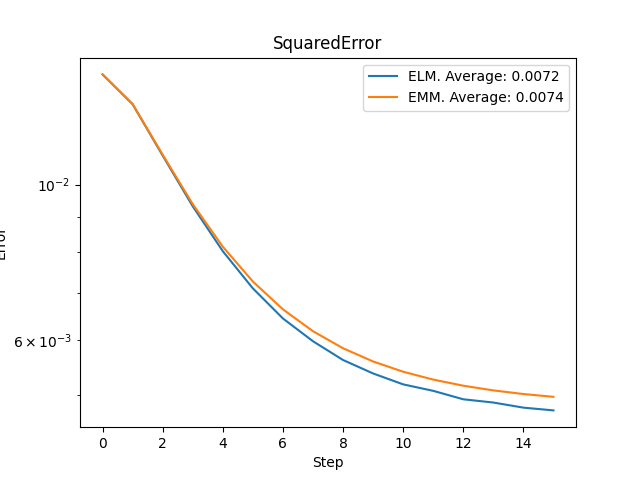 SquaredError
ELM. Average: 0.0072
EMM. Average: 0.0074
10⁻²
6 × 10⁻³
Error
0 2 4 6 8 10 12 14
Step